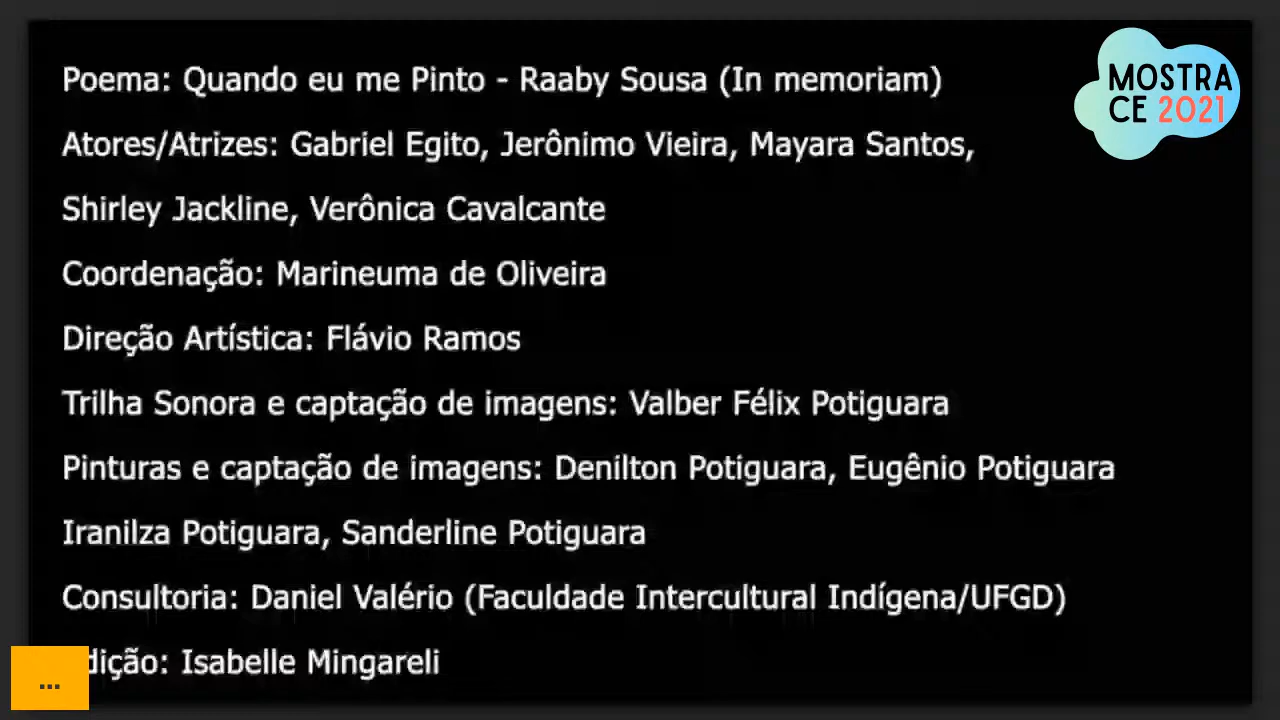 Poema: Quando eu me Pinto - Raaby Sousa (In memoriam)
Atores/Atrizes: Gabriel Egito, Jerônimo Vieira, Mayara Santos,
Shirley Jackline, Verônica Cavalcante
Coordenação: Marineuma de Oliveira
Direção Artística: Flávio Ramos
Trilha Sonora e captação de imagens: Valber Félix Potiguara
Pinturas e captação de imagens: Denilton Potiguara, Eugênio Potiguara
Iranilza Potiguara, Sanderline Potiguara
Consultoria: Daniel Valério (Faculdade Intercultural Indígena/UFGD)
dição: Isabelle Mingareli
MOSTRA
CE 2021
...